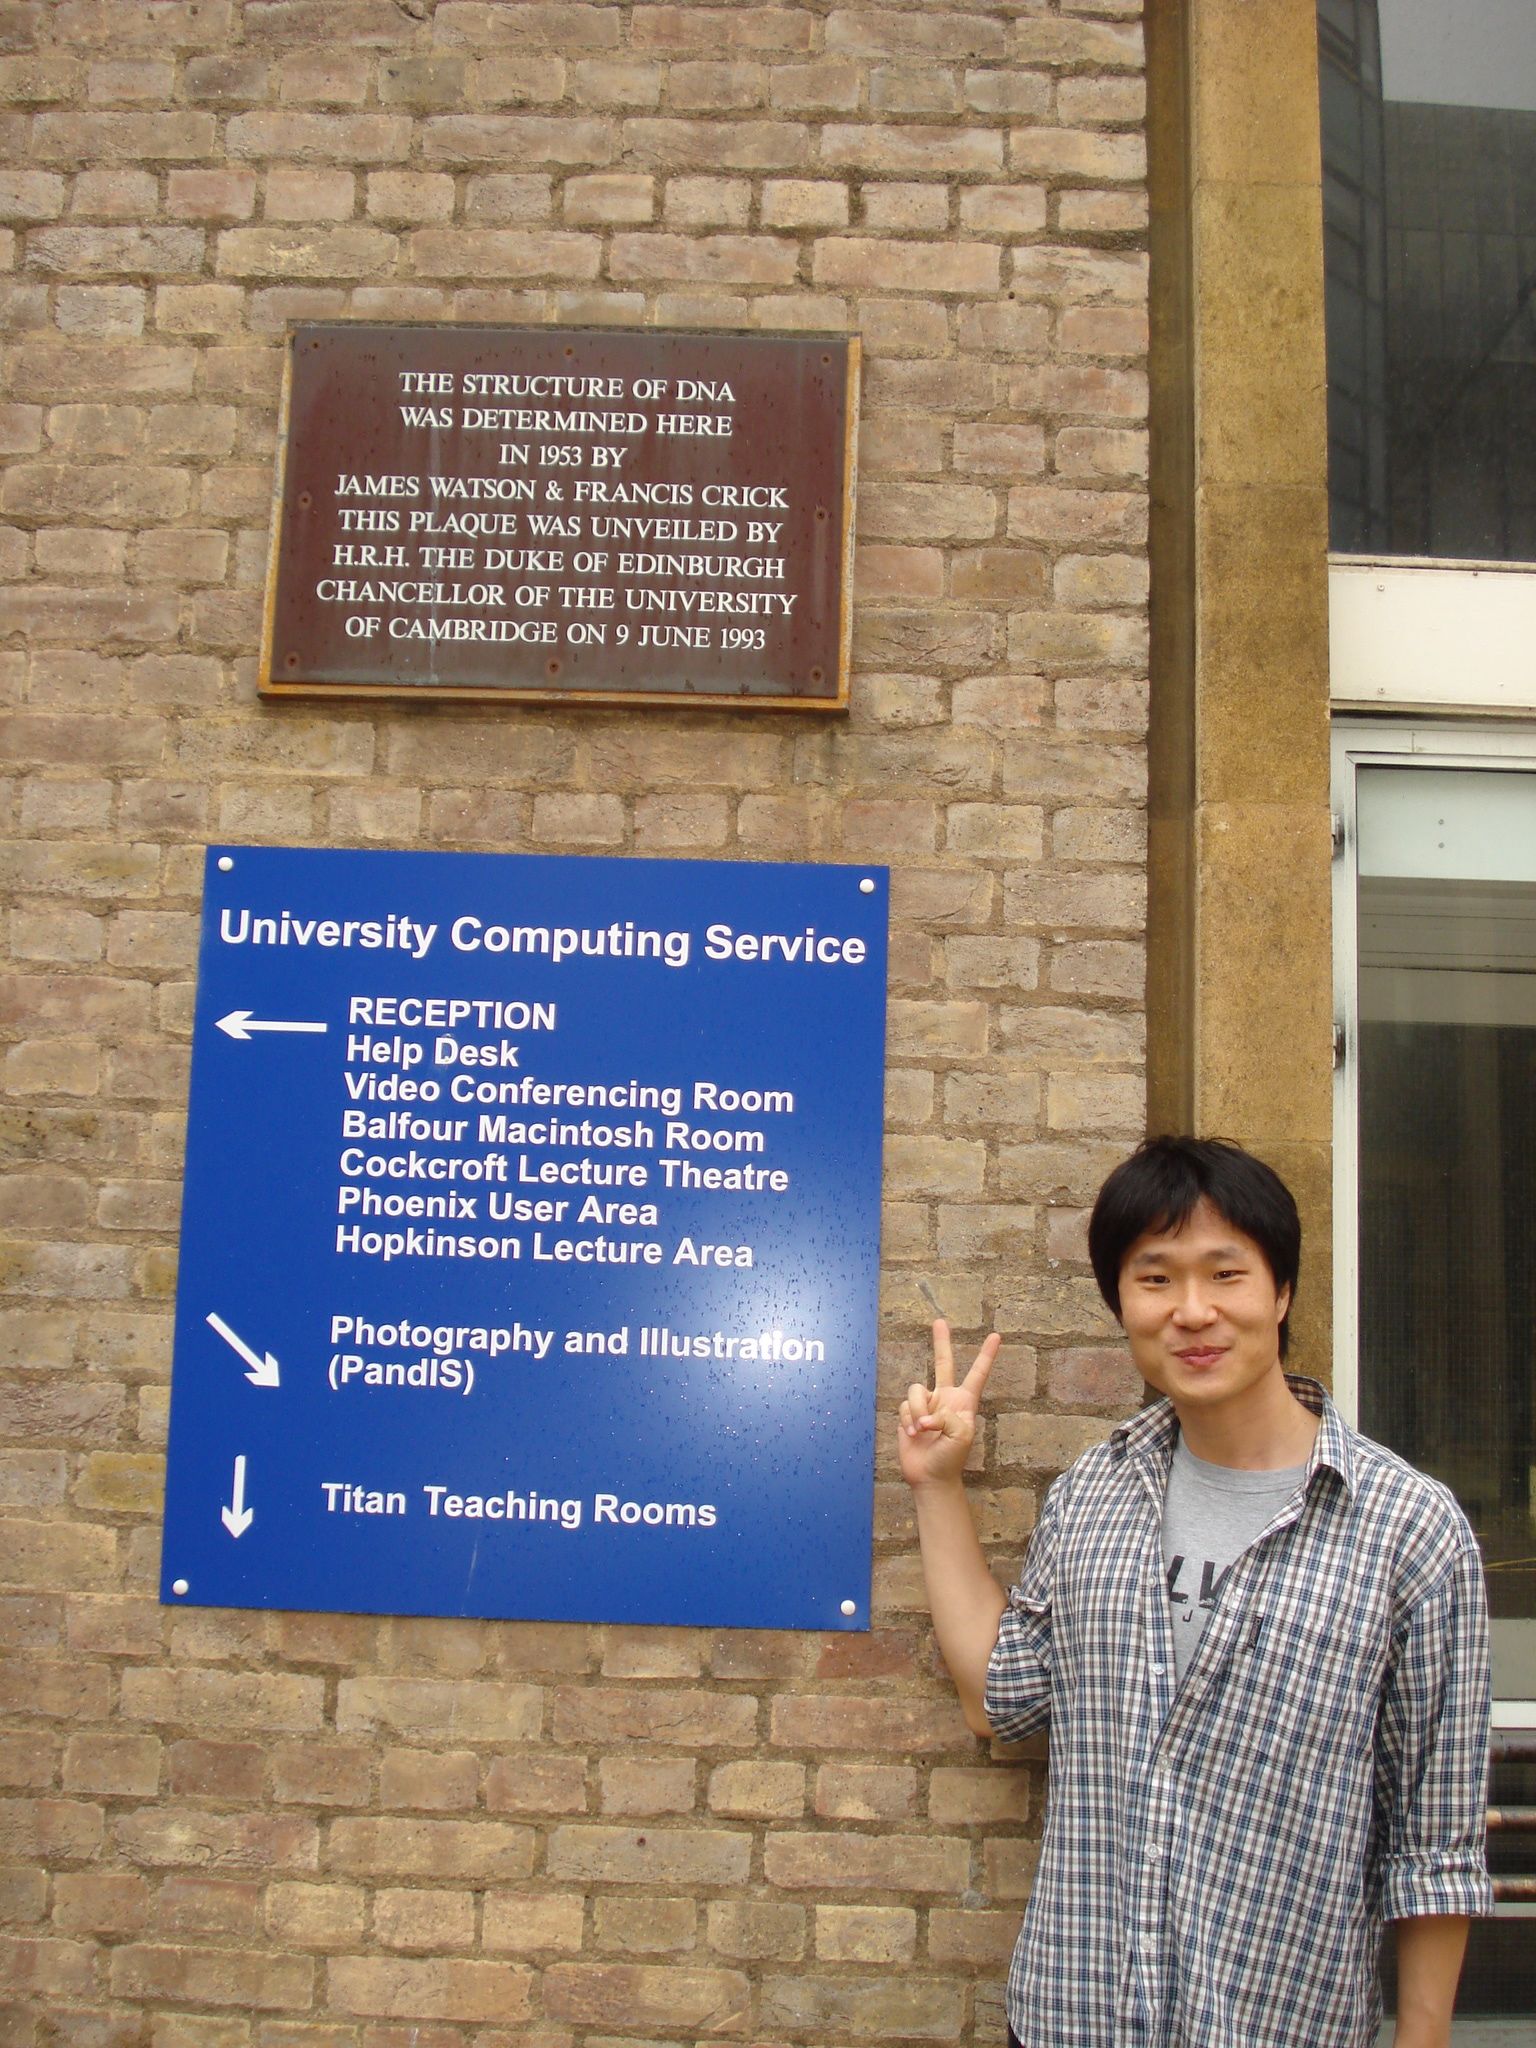 THE STRUCTURE OF DNA
WAS DETERMINED HERE
IN 1953 BY
JAMES WATSON & FRANCIS CRICK
THIS PLAQUE WAS UNVEILED BY
H.R.H. THE DUKE OF EDINBURGH
CHANCELLOR OF THE UNIVERSITY
OF CAMBRIDGE ON 9 JUNE 1993
University Computing Service
RECEPTION
Help Desk
Video Conferencing Room
Balfour Macintosh Room
Cockcroft Lecture Theatre
Phoenix User Area
Hopkinson Lecture Area
Photography and Illustration
(PandIS)
Titan Teaching Rooms